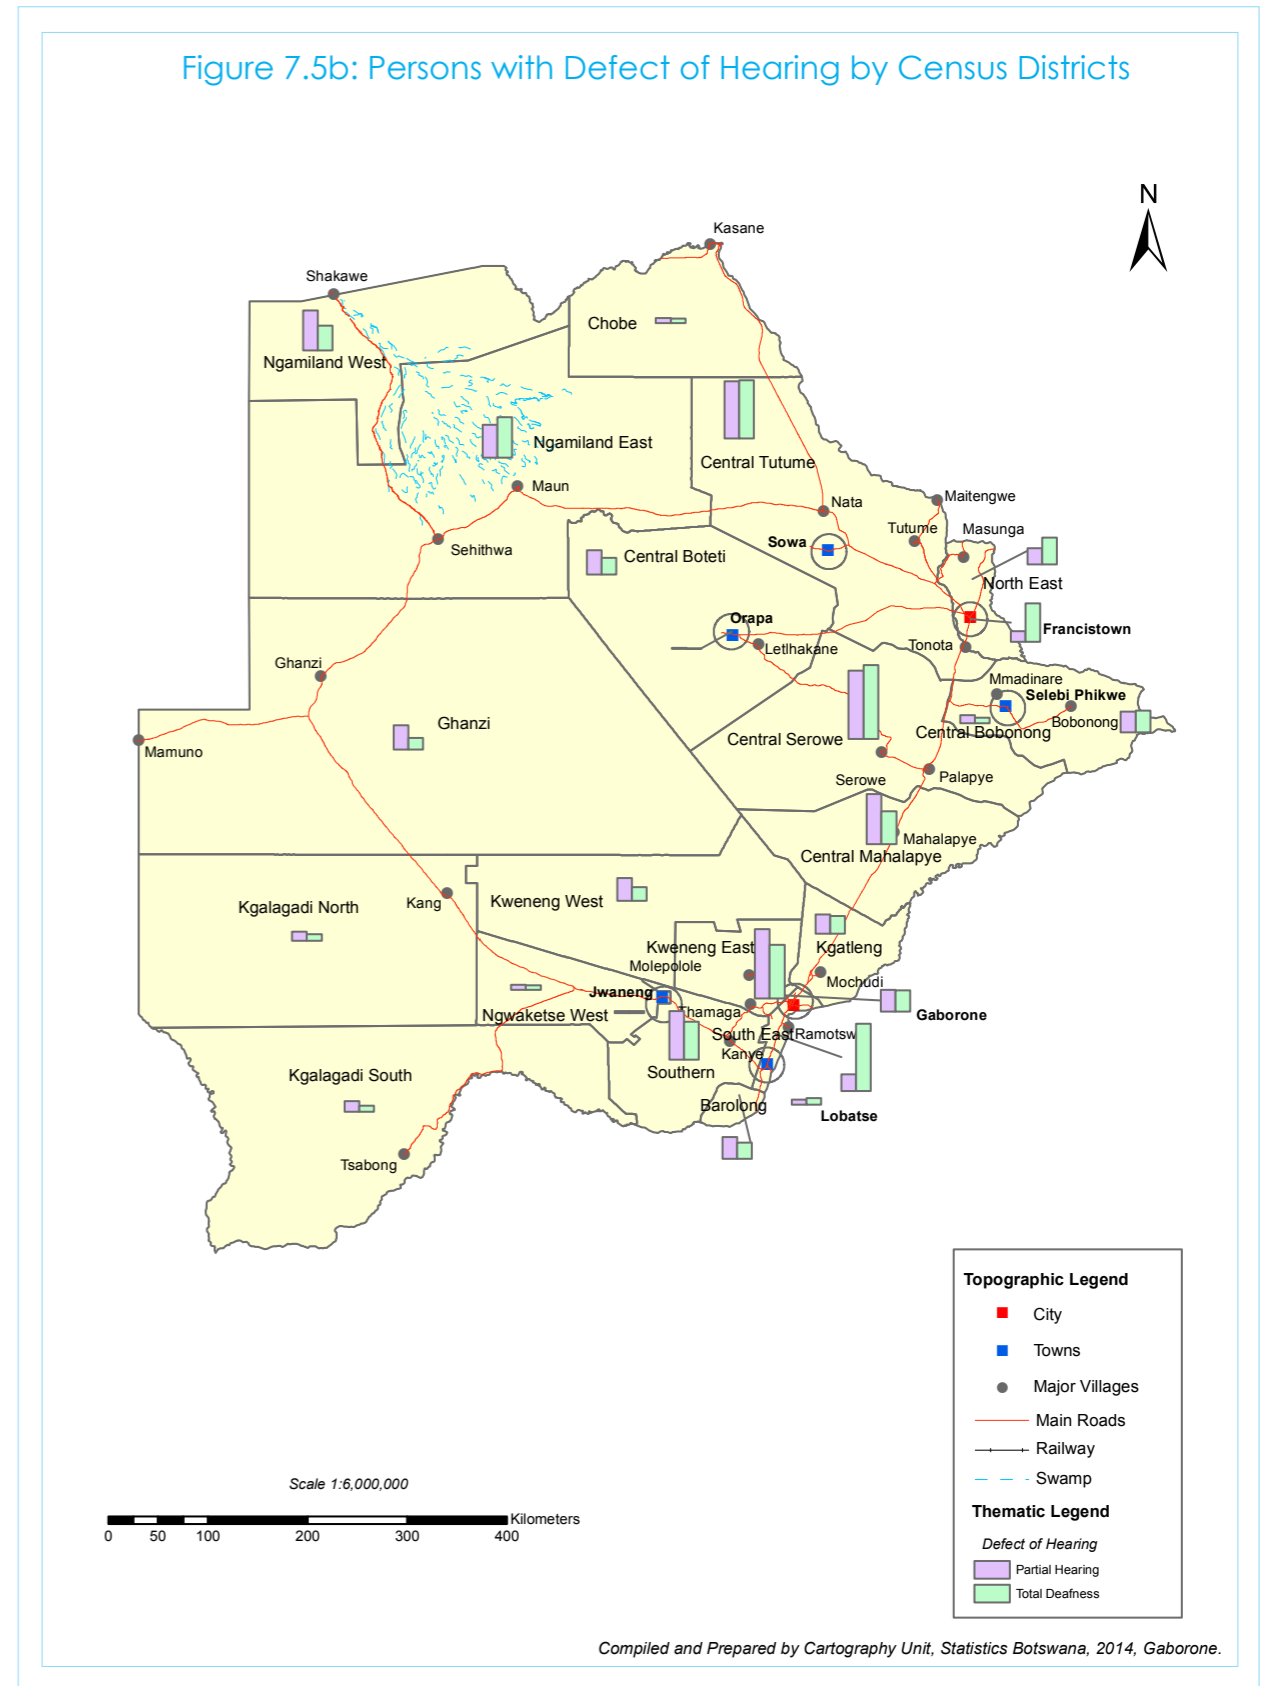 Figure 7.5b: Persons with Defect of Hearing by Census Districts
N
Kasane
Shakawe
Chobe
Ngamiland West
Ngamiland East
Central Tutume
Maun
Nata
Maitengwe
Tutume
Masunga
Sowa
Sehithwa
Central Boteti
North East
Orapa
Francistown
Letlhakane
Tonota
Ghanzi
Mmadinare
Selebi Phikwe
Bobonong
Ghanzi
Central Serowe
Central Bobonong
Mamuno
Serowe
Palapye
Mahalapye
Central Mahalapye
Kang
Kweneng West
Kgalagadi North
Kweneng East
Kgatleng
Molepolole
Mochudi
Jwaneng
Thamaga
Ngwaketse West
Gaborone
South East
Ramotsw
Kanye
Southern
Kgalagadi South
Barolong
Lobatse
Tsabong
Topographic Legend
City
Towns
Major Villages
Main Roads
Railway
Swamp
Thematic Legend
Defect of Hearing
Partial Hearing
Total Deafness
Scale 1:6,000,000
Kilometers
0 50 100 200 300 400
Compiled and Prepared by Cartography Unit, Statistics Botswana, 2014, Gaborone.